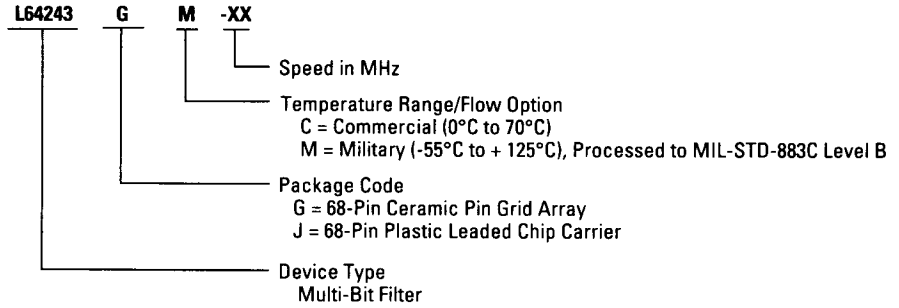 L64243 G M -XX
Speed in MHz
Temperature Range/Flow Option
C = Commercial (0°C to 70°C)
M = Military (-55°C to + 125°C), Processed to MIL-STD-883C Level B
Package Code
G = 68-Pin Ceramic Pin Grid Array
J = 68-Pin Plastic Leaded Chip Carrier
Device Type
Multi-Bit Filter